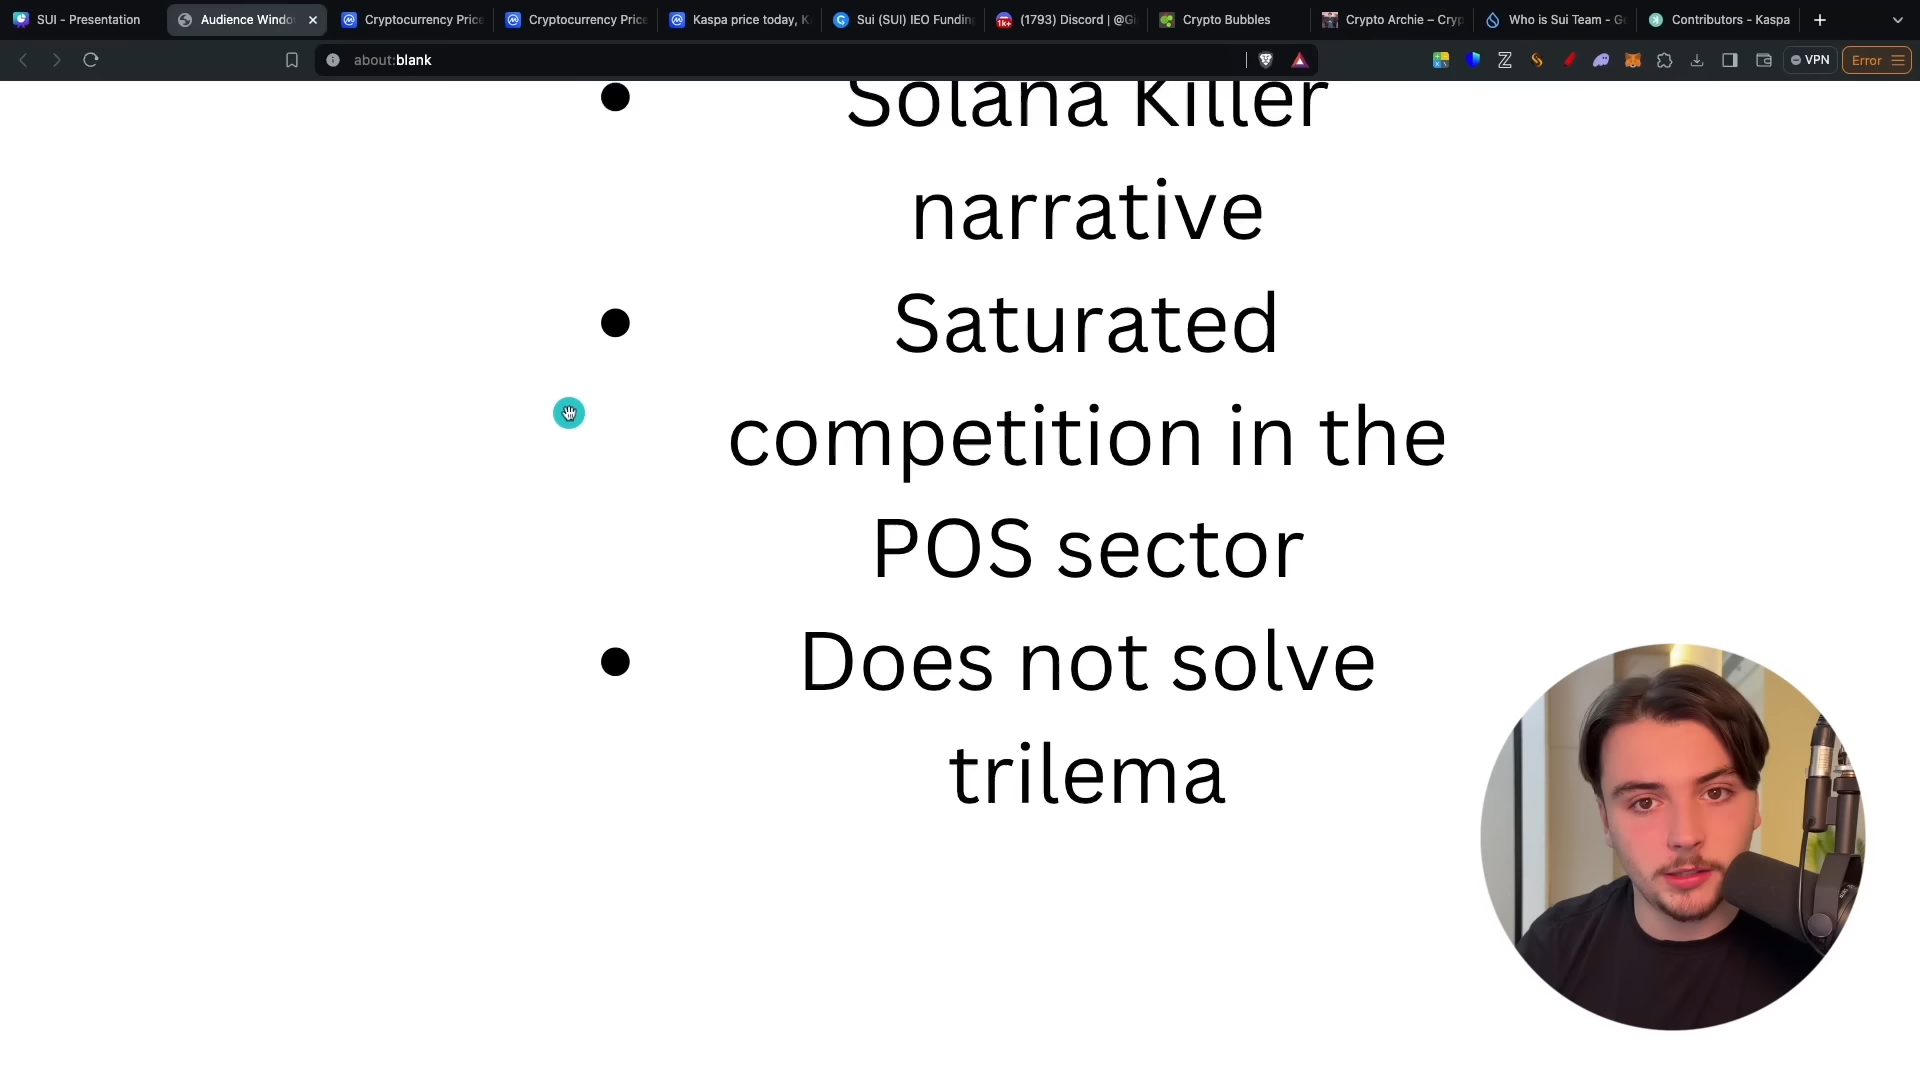 SUI - Presentation
Audience Windo
Cryptocurrency Price
Cryptocurrency Price
Kaspa price today, K
Sui (SUI) IEO Fundin
(1793) Discord | @Gi
Crypto Bubbles
Crypto Archie – Cryp
Who is Sui Team - G
Contributors - Kaspa
about:blank
VPN
Error
• Solana Killer
narrative
• Saturated
competition in the
POS sector
• Does not solve
trilema